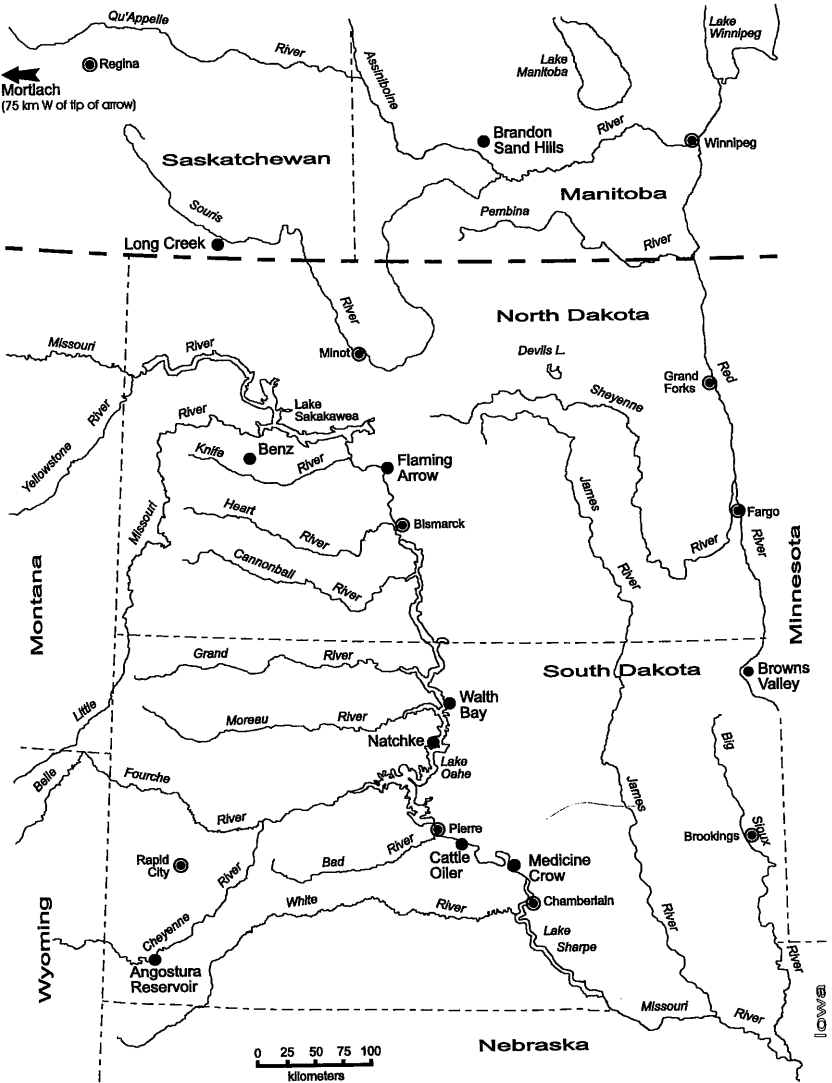 Qu'Appelle
River
Regina
Mortlach
(75 km W of tip of arrow)
Assiniboine
Lake
Manitoba
Lake
Winnipeg
Brandon
Sand Hills
River
Winnipeg
Saskatchewan
Manitoba
Souris
Long Creek
Pembina
River
River
Minot
North Dakota
Devils L.
Missouri
River
Grand
Forks
Red
Lake
Sakakawea
Sheyenne
River
Yellowstone
River
Knife
Benz
River
Flaming
Arrow
James
Missouri
Heart
River
Bismarck
Fargo
River
River
Cannonball
River
River
Montana
Minnesota
Grand
River
South Dakota
Browns
Valley
Walth
Bay
Little
Moreau
River
Natchke
Lake
Oahe
Big
Belle
Fourche
River
James
Pierre
Sioux
Brookings
Rapid
City
River
Bad
River
Cattle
Oiler
Medicine
Crow
White
River
Chamberlain
Cheyenne
River
Lake
Sharpe
Wyoming
Angostura
Reservoir
River
Missouri
River
Iowa
Nebraska
0 25 50 75 100
kilometers